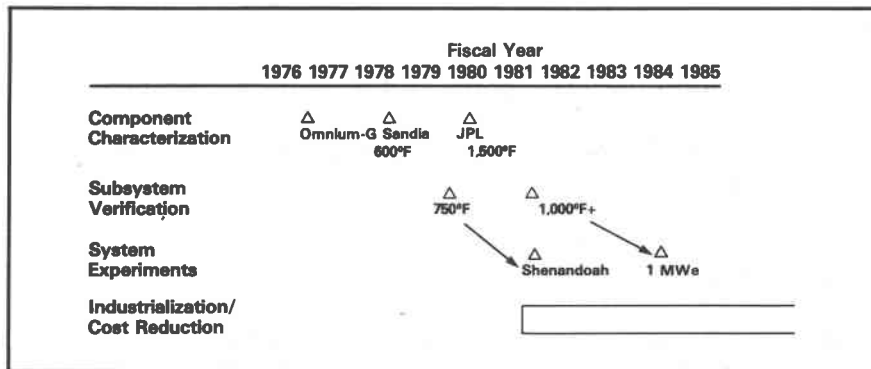 Fiscal Year
1976 1977 1978 1979 1980 1981 1982 1983 1984 1985
Component
Characterization
Omnium-G Sandia JPL
600°F 1,500°F
Subsystem
Verification
750°F 1,000°F+
System
Experiments
Shenandoah 1 MWe
Industrialization/
Cost Reduction